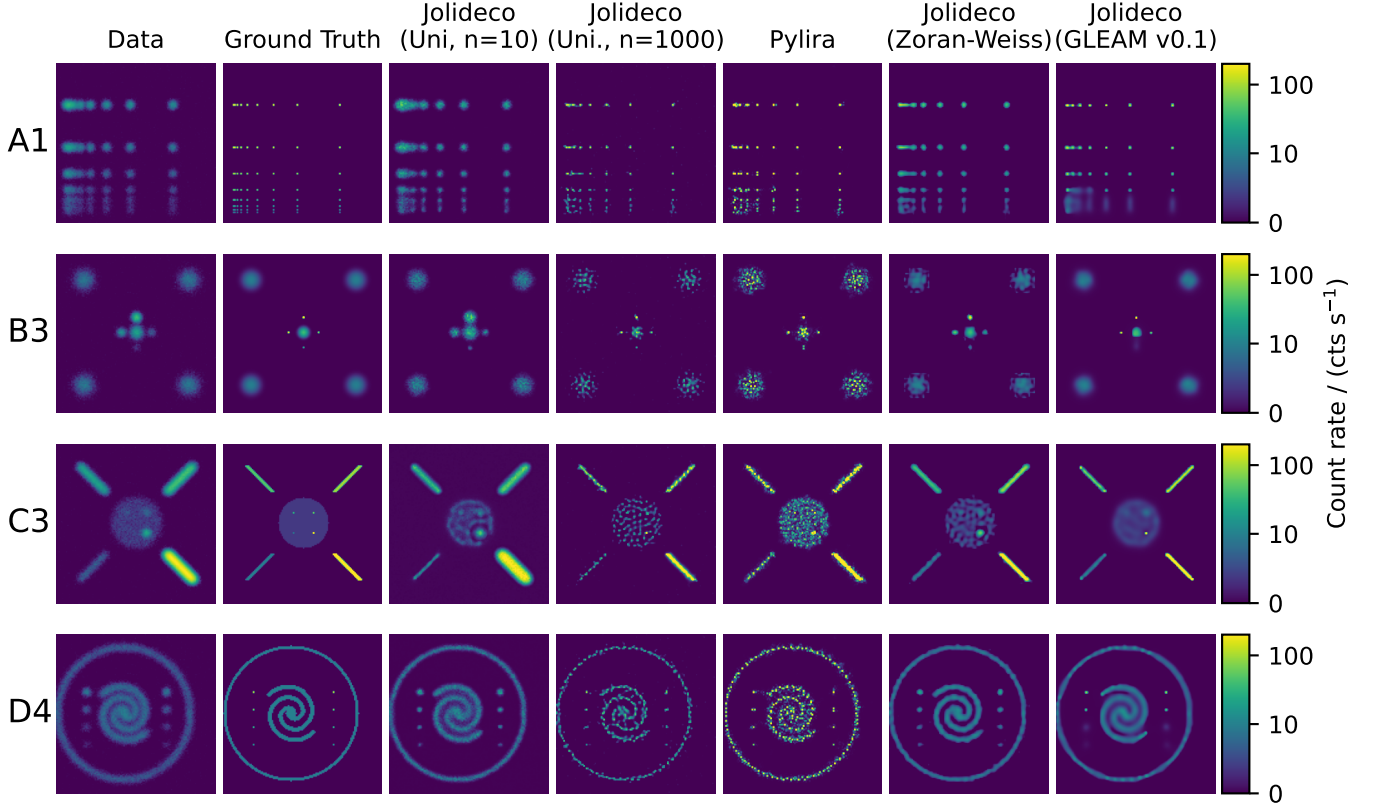 Data
Ground Truth
Jolideco
(Uni, n=10)
Jolideco
(Uni., n=1000)
Pylira
Jolideco
(Zoran-Weiss)
Jolideco
(GLEAM v0.1)
A1
100
10
0
B3
100
10
0
C3
100
10
0
D4
100
10
0
Count rate / (cts s⁻¹)